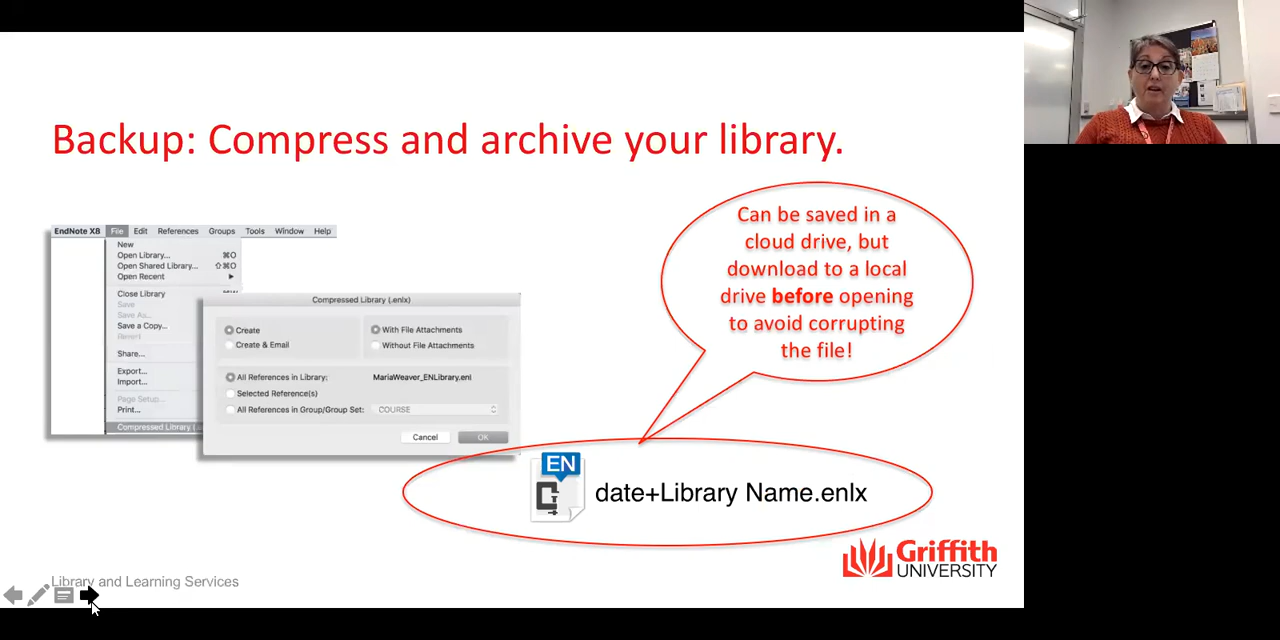 Backup: Compress and archive your library.
EndNote X8 File Edit References Groups Tools Window Help
New
Open Library... ⌘O
Open Shared Library... ⇧⌘O
Open Recent
Close Library
Save
Save As...
Save a Copy...
Revert
Share...
Export...
Import...
Page Setup...
Print...
Compressed Library (
Compressed Library (.enlx)
Create
Create & Email
With File Attachments
Without File Attachments
All References in Library: MariaWeaver_ENLibrary.enl
Selected Reference(s)
All References in Group/Group Set: COURSE
Cancel OK
Can be saved in a
cloud drive, but
download to a local
drive before opening
to avoid corrupting
the file!
EN
date+Library Name.enlx
Griffith
UNIVERSITY
Library and Learning Services